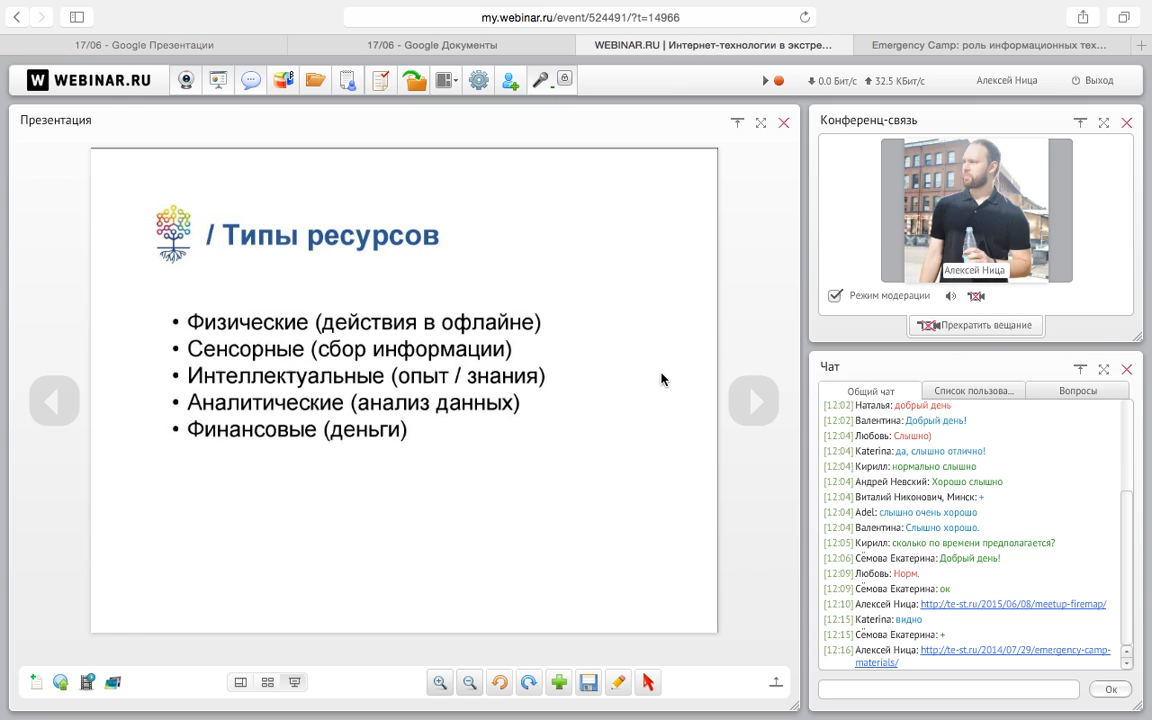 my.webinar.ru/event/524491/?t=14966
17/06 - Google Презентации
17/06 - Google Документы
WEBINAR.RU | Интернет-технологии в экстре...
Emergency Camp: роль информационных тех...
W WEBINAR.RU
0.0 Бит/с
32.5 КБит/с
Алексей Ница
Выход
Презентация
/ Типы ресурсов
• Физические (действия в офлайне)
• Сенсорные (сбор информации)
• Интеллектуальные (опыт / знания)
• Аналитические (анализ данных)
• Финансовые (деньги)
Конференц-связь
Алексей Ница
Режим модерации
Прекратить вещание
Чат
Общий чат
Список пользова...
Вопросы
[12:02] Наталья: добрый день
[12:02] Валентина: Добрый день!
[12:04] Любовь: Слышно)
[12:04] Katerina: да, слышно отлично!
[12:04] Кирилл: нормально слышно
[12:04] Андрей Невский: Хорошо слышно
[12:04] Виталий Никонович, Минск: +
[12:04] Adel: слышно очень хорошо
[12:04] Валентина: Слышно хорошо.
[12:05] Кирилл: сколько по времени предполагается?
[12:06] Сёмова Екатерина: Добрый день!
[12:09] Любовь: Норм.
[12:09] Сёмова Екатерина: ок
[12:10] Алексей Ница: http://te-st.ru/2015/06/08/meetup-firemap/
[12:15] Katerina: видно
[12:15] Сёмова Екатерина: +
[12:16] Алексей Ница: http://te-st.ru/2014/07/29/emergency-camp-
materials/
Ок